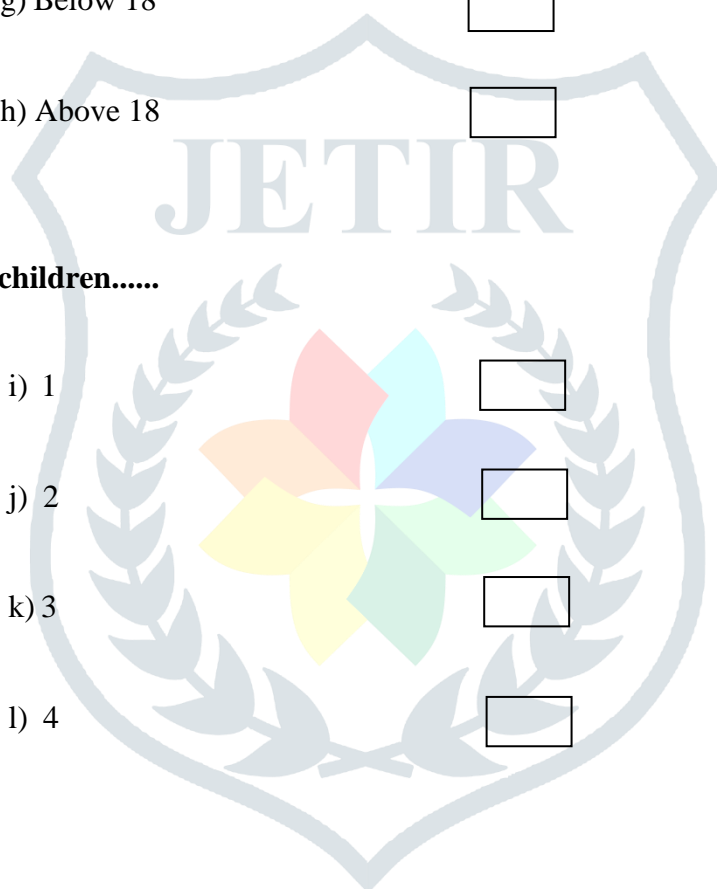 g) Below 18
h) Above 18
JETIR
children......
i) 1
j) 2
k) 3
l) 4